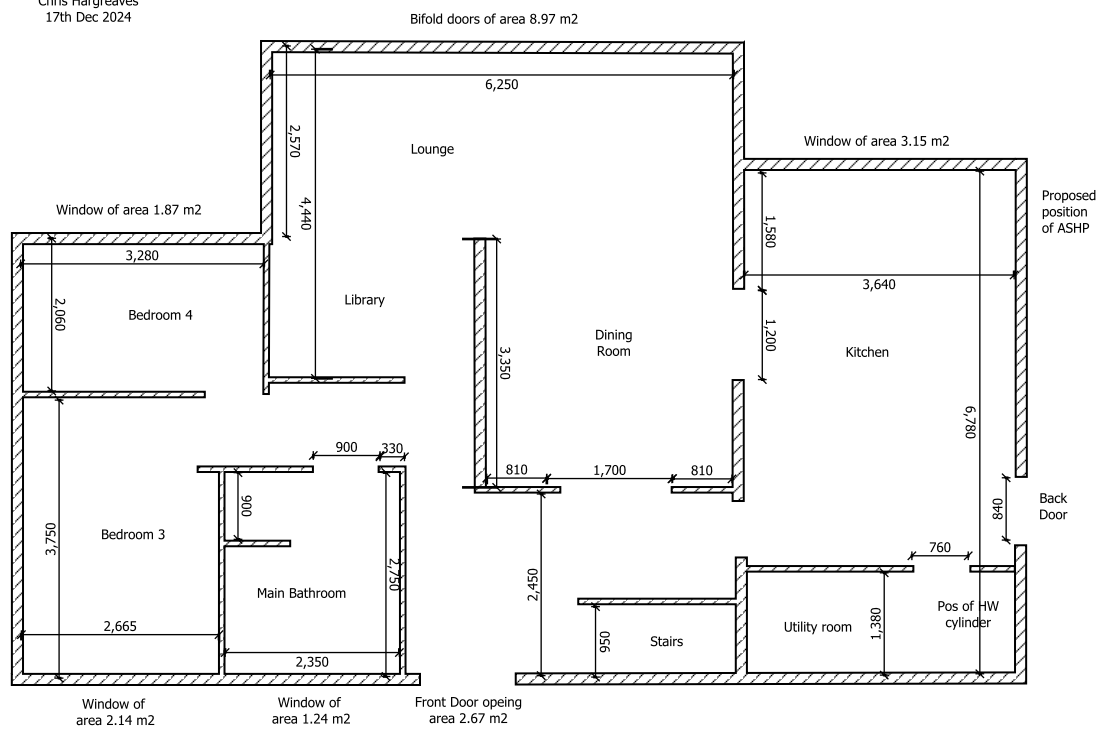 Chris Hargreaves
17th Dec 2024
Bifold doors of area 8.97 m2
6,250
2,570
4,440
Lounge
Window of area 3.15 m2
Window of area 1.87 m2
Proposed
position
of ASHP
1,580
3,280
3,640
2,060
Bedroom 4
Library
1,200
Dining
Room
Kitchen
3,350
6,780
900
330
810
1,700
810
900
840
Back
Door
3,750
Bedroom 3
760
2,750
2,450
Main Bathroom
Pos of HW
cylinder
Utility room
1,380
2,665
950
Stairs
2,350
Window of
area 2.14 m2
Window of
area 1.24 m2
Front Door opeing
area 2.67 m2